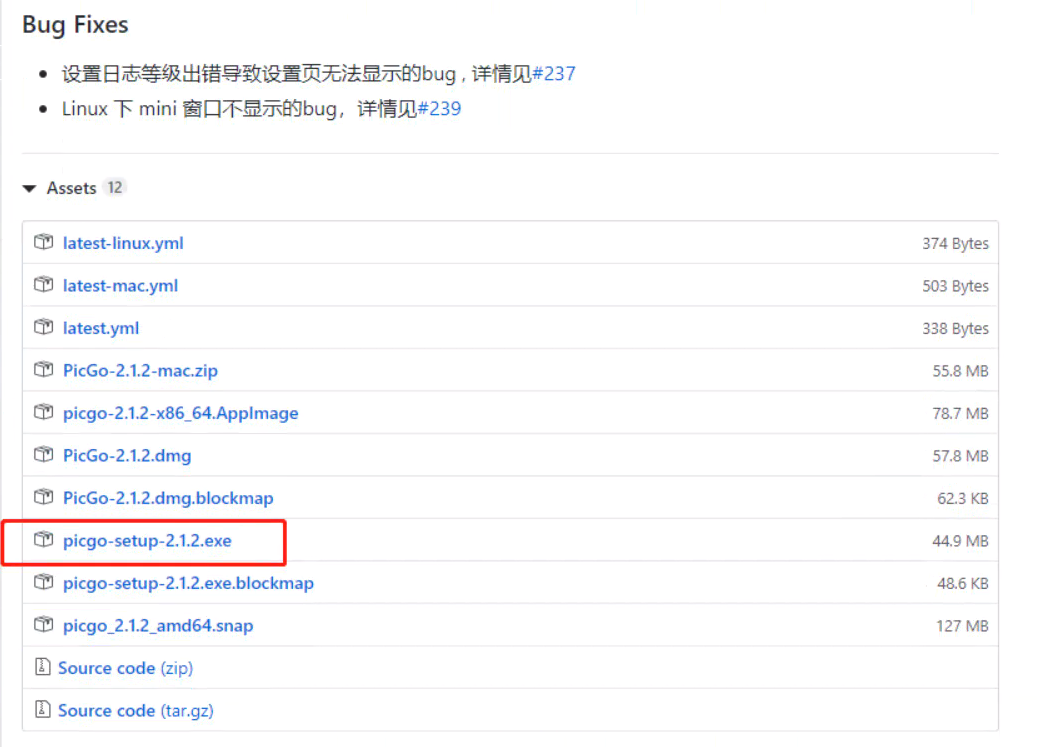 Bug Fixes
设置日志等级出错导致设置页无法显示的bug , 详情见#237
Linux 下 mini 窗口不显示的bug，详情见#239
Assets 12
latest-linux.yml 374 Bytes
latest-mac.yml 503 Bytes
latest.yml 338 Bytes
PicGo-2.1.2-mac.zip 55.8 MB
picgo-2.1.2-x86_64.AppImage 78.7 MB
PicGo-2.1.2.dmg 57.8 MB
PicGo-2.1.2.dmg.blockmap 62.3 KB
picgo-setup-2.1.2.exe 44.9 MB
picgo-setup-2.1.2.exe.blockmap 48.6 KB
picgo_2.1.2_amd64.snap 127 MB
Source code (zip)
Source code (tar.gz)